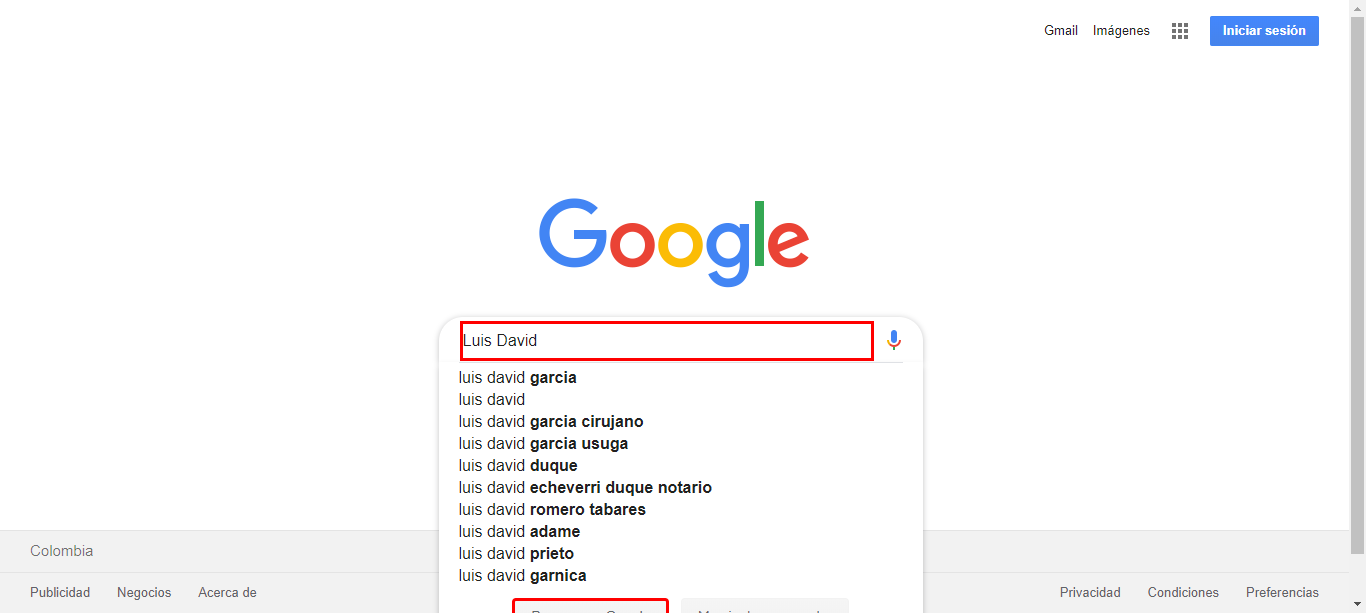 Gmail Imágenes Iniciar sesión
Google
Luis David
luis david garcia
luis david
luis david garcia cirujano
luis david garcia usuga
luis david duque
luis david echeverri duque notario
luis david romero tabares
luis david adame
luis david prieto
luis david garnica
Colombia
Publicidad Negocios Acerca de
Privacidad Condiciones Preferencias